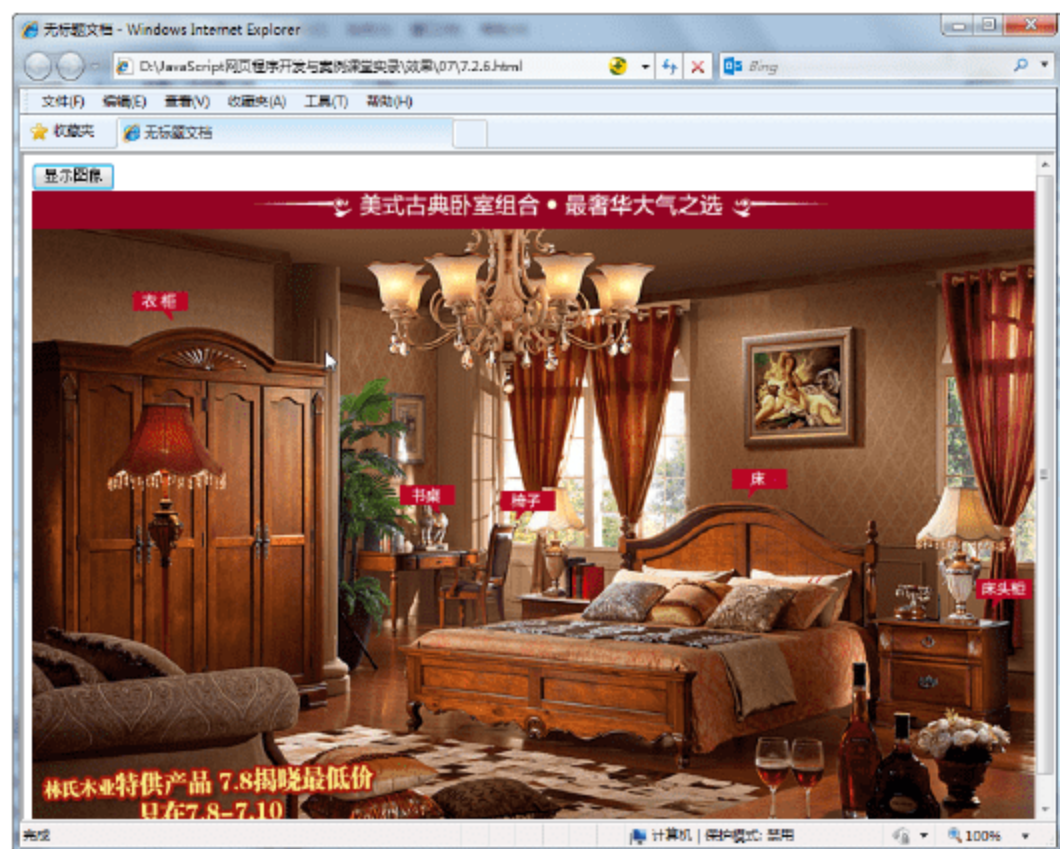 无标题文档 - Windows Internet Explorer
D:\JavaScript网页程序开发与案例课堂实录\效果\07\7.2.6.html
Bing
文件(F) 编辑(E) 查看(V) 收藏夹(A) 工具(T) 帮助(H)
收藏夹 无标题文档
显示图像
美式古典卧室组合•最奢华大气之选
衣柜
床
书桌
椅子
床头柜
林氏木业特供产品 7.8揭晓最低价
只在7.8-7.10
完成 计算机 | 保护模式: 禁用 100%